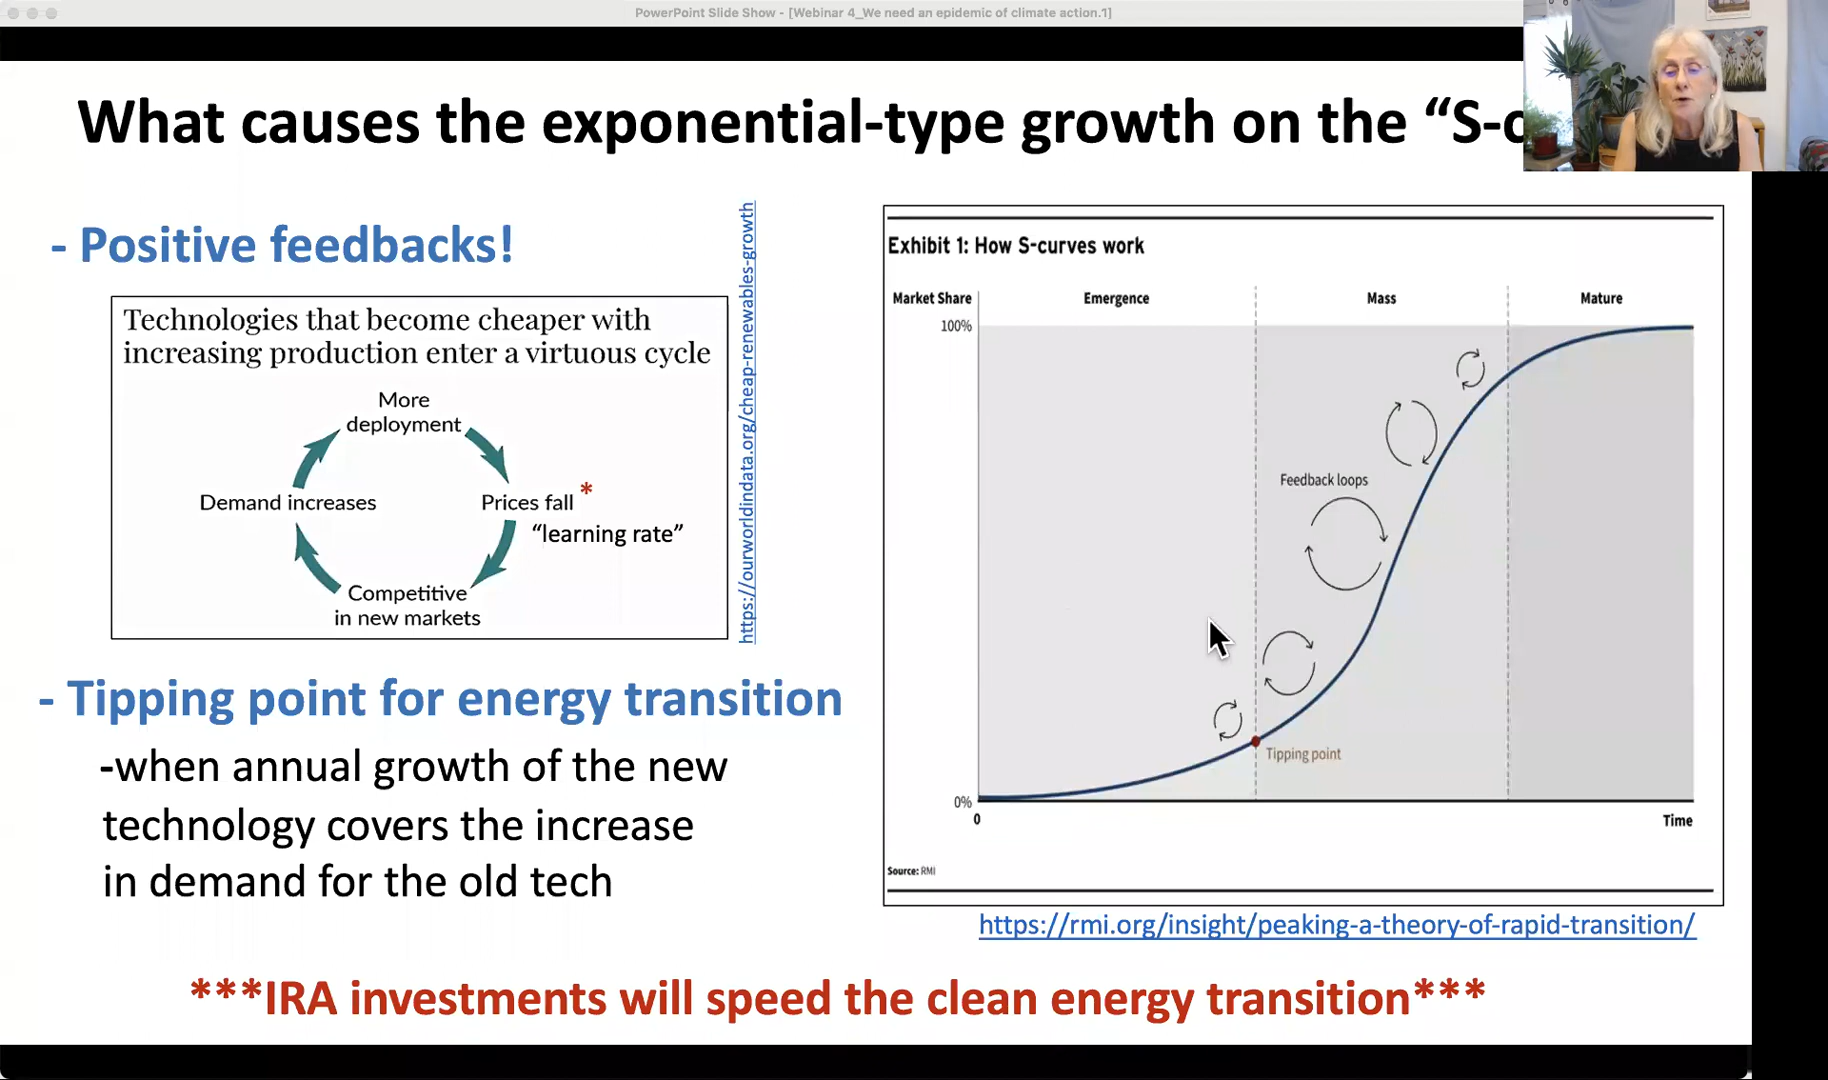 PowerPoint Slide Show - [Webinar 4_We need an epidemic of climate action.1]
What causes the exponential-type growth on the “S-
- Positive feedbacks!
Technologies that become cheaper with
increasing production enter a virtuous cycle
More
deployment
Prices fall *
“learning rate”
Competitive
in new markets
Demand increases
https://ourworldindata.org/cheap-renewables-growth
- Tipping point for energy transition
-when annual growth of the new
technology covers the increase
in demand for the old tech
Exhibit 1: How S-curves work
Market Share
Emergence
Mass
Mature
100%
Feedback loops
Tipping point
0%
0
Time
Source: RMI
https://rmi.org/insight/peaking-a-theory-of-rapid-transition/
***IRA investments will speed the clean energy transition***